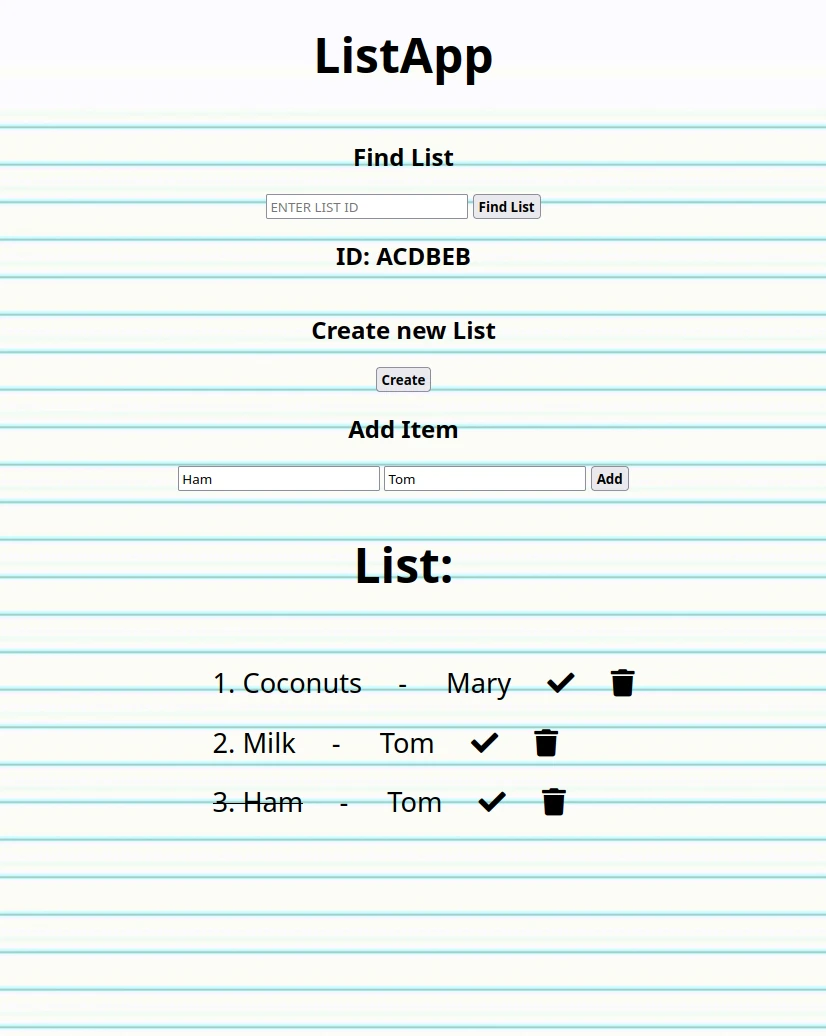 ListApp
Find List
ENTER LIST ID Find List
ID: ACDBEB
Create new List
Create
Add Item
Ham Tom Add
List:
1. Coconuts - Mary
2. Milk - Tom
3. Ham - Tom